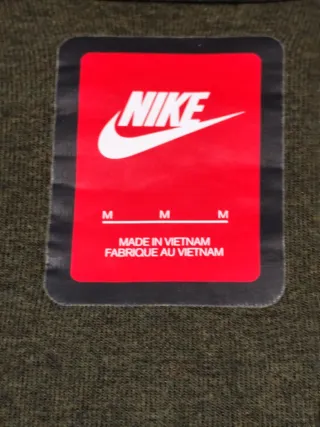 NIKE
M M M
MADE IN VIETNAM
FABRIQUE AU VIETNAM